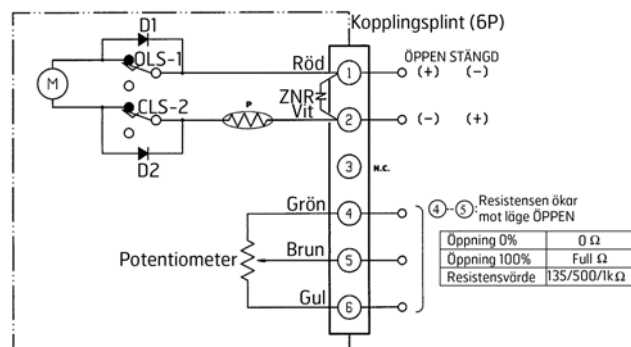 Kopplingsplint (6P)
D1
OLS-1
Röd
1
ÖPPEN STÄNGD
(+) (-)
M
ZNR
CLS-2
P
Vit
2
(-) (+)
D2
3
N.C.
Grön
4
4--5: Resistensen ökar
mot läge ÖPPEN
Potentiometer
Brun
5
Öppning 0% 0 Ω
Öppning 100% Full Ω
Resistensvörde 135/500/1kΩ
Gul
6